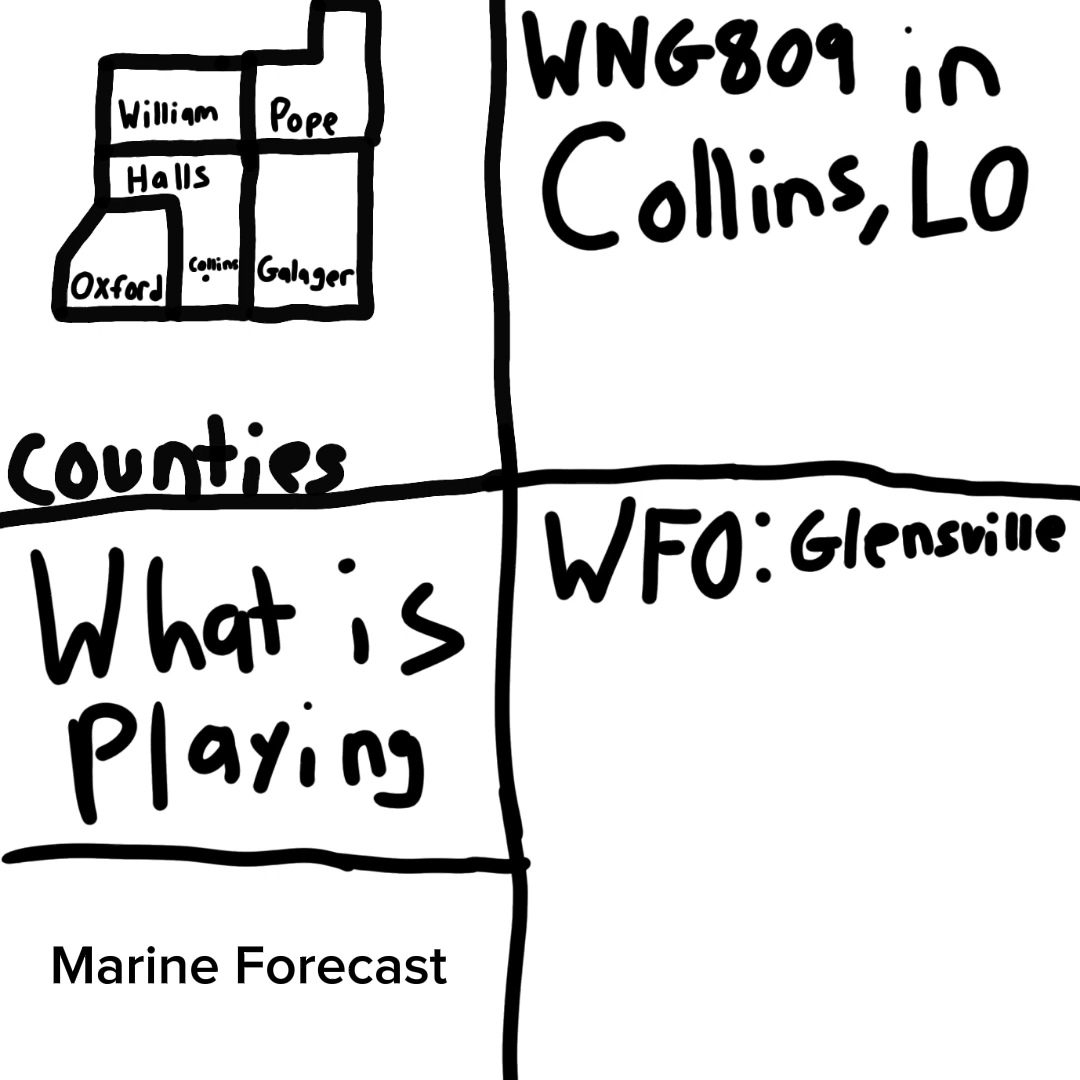 William
Pope
Halls
Collins
Oxford
Galager
counties
WNG809 in
Collins, LO
What is
Playing
WFO: Glensville
Marine Forecast